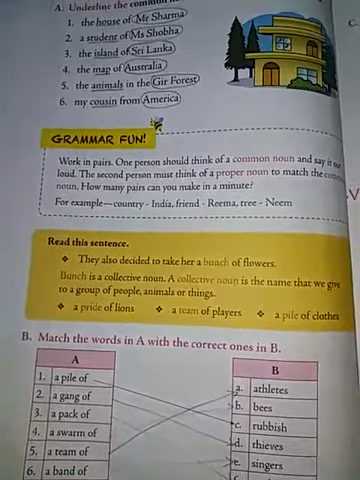 A. Underline the common
1. the house of Mr Sharma
2. a student of Ms Shobha
3. the island of Sri Lanka
4. the map of Australia
5. the animals in the Gir Forest
6. my cousin from America
GRAMMAR FUN!
Work in pairs. One person should think of a common noun and say it out
loud. The second person must think of a proper noun to match the
noun. How many pairs can you make in a minute?
For example—country - India, friend - Reema, tree - Neem
Read this sentence.
❖ They also decided to take her a bunch of flowers.
Bunch is a collective noun. A collective noun is the name that we give
to a group of people, animals or things.
❖ a pride of lions ❖ a team of players ❖ a pile of clothes
B. Match the words in A with the correct ones in B.
A
1. a pile of
2. a gang of
3. a pack of
4. a swarm of
5. a team of
6. a band of
B
a. athletes
b. bees
c. rubbish
d. thieves
e. singers